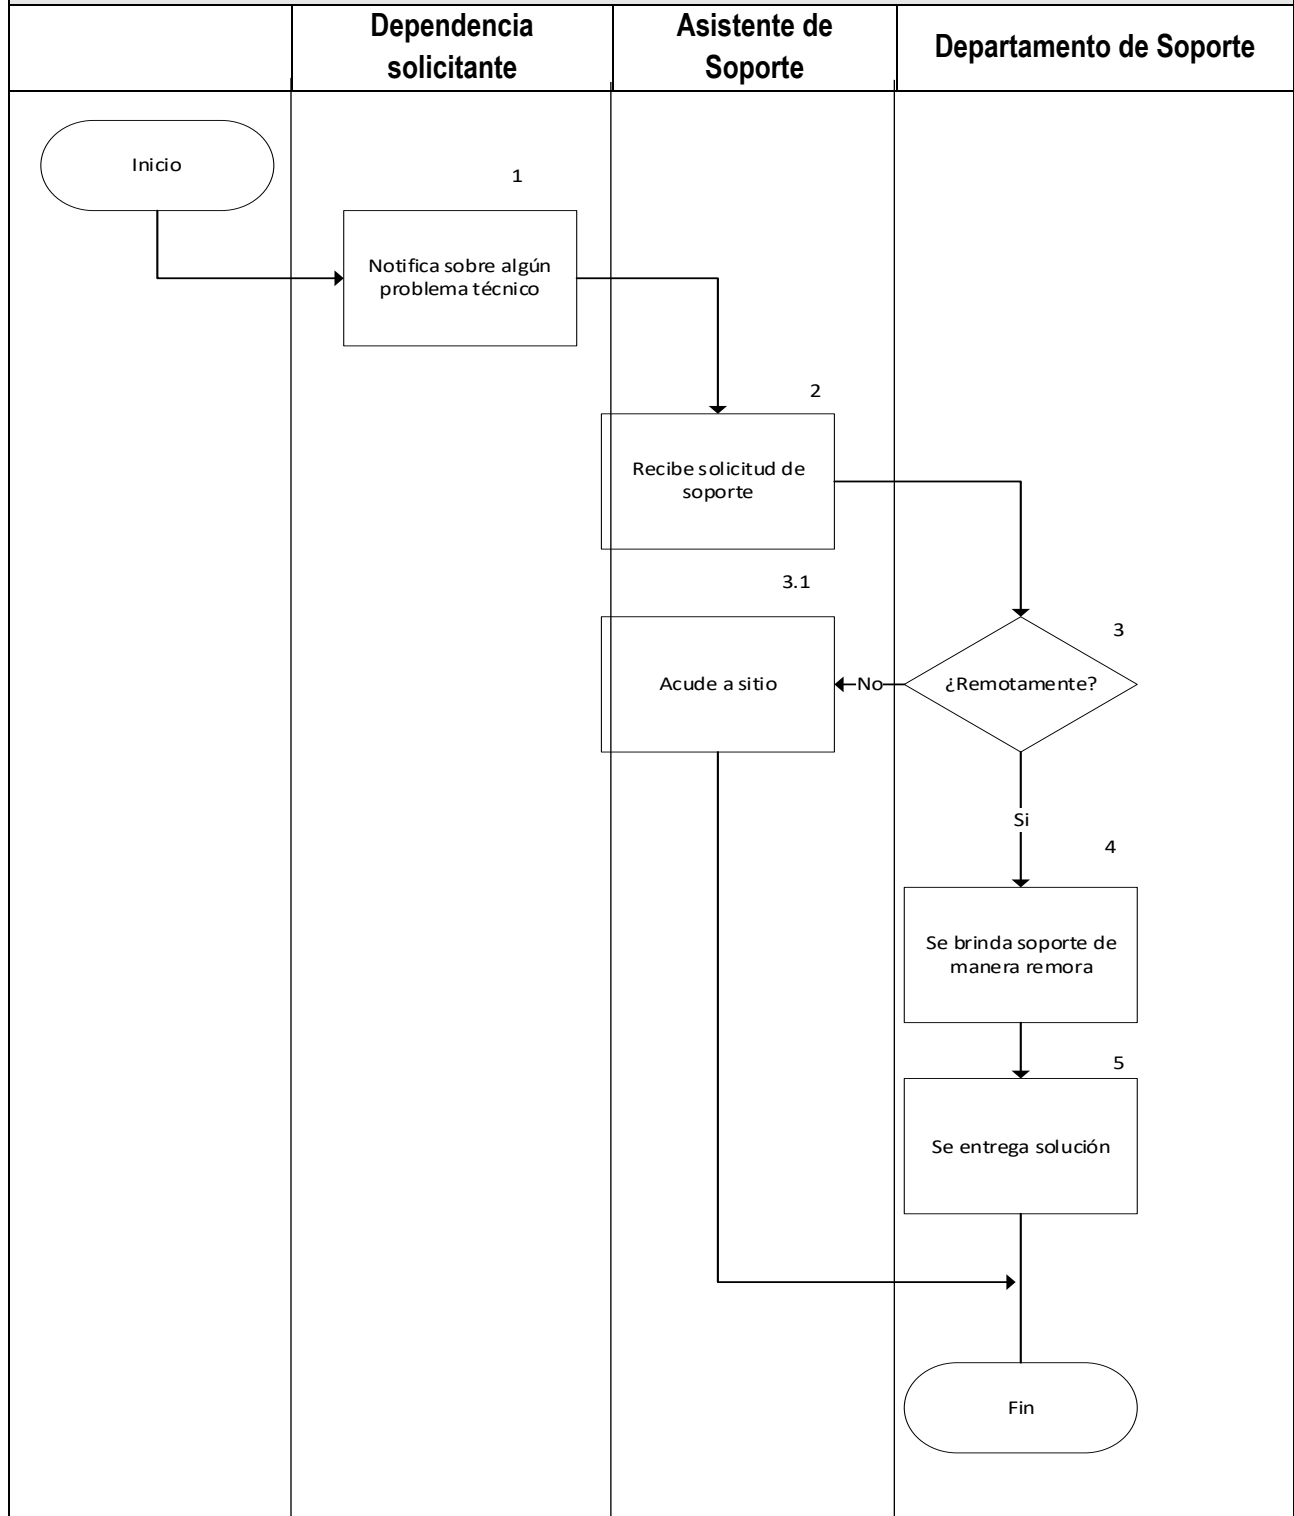 Dependencia
solicitante
Asistente de
Soporte
Departamento de Soporte
Inicio
1
Notifica sobre algún
problema técnico
2
Recibe solicitud de
soporte
3.1
Acude a sitio
No
3
¿Remotamente?
Si
4
Se brinda soporte de
manera remora
5
Se entrega solución
Fin